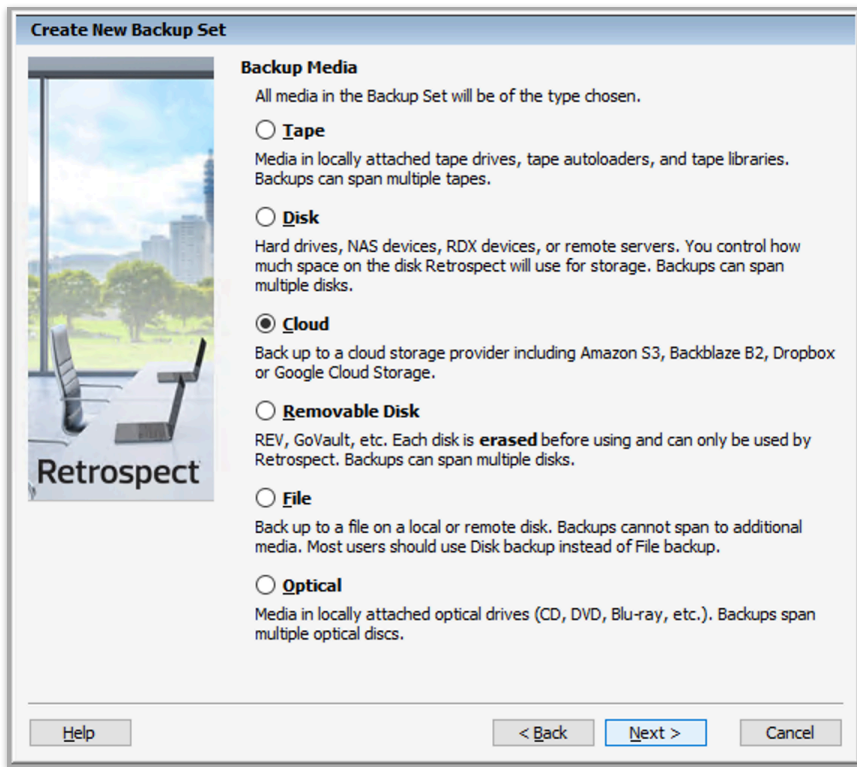 Create New Backup Set
Backup Media
All media in the Backup Set will be of the type chosen.
Tape
Media in locally attached tape drives, tape autoloaders, and tape libraries.
Backups can span multiple tapes.
Disk
Hard drives, NAS devices, RDX devices, or remote servers. You control how
much space on the disk Retrospect will use for storage. Backups can span
multiple disks.
Cloud
Back up to a cloud storage provider including Amazon S3, Backblaze B2, Dropbox
or Google Cloud Storage.
Removable Disk
REV, GoVault, etc. Each disk is erased before using and can only be used by
Retrospect. Backups can span multiple disks.
Retrospect
File
Back up to a file on a local or remote disk. Backups cannot span to additional
media. Most users should use Disk backup instead of File backup.
Optical
Media in locally attached optical drives (CD, DVD, Blu-ray, etc.). Backups span
multiple optical discs.
Help
< Back
Next >
Cancel